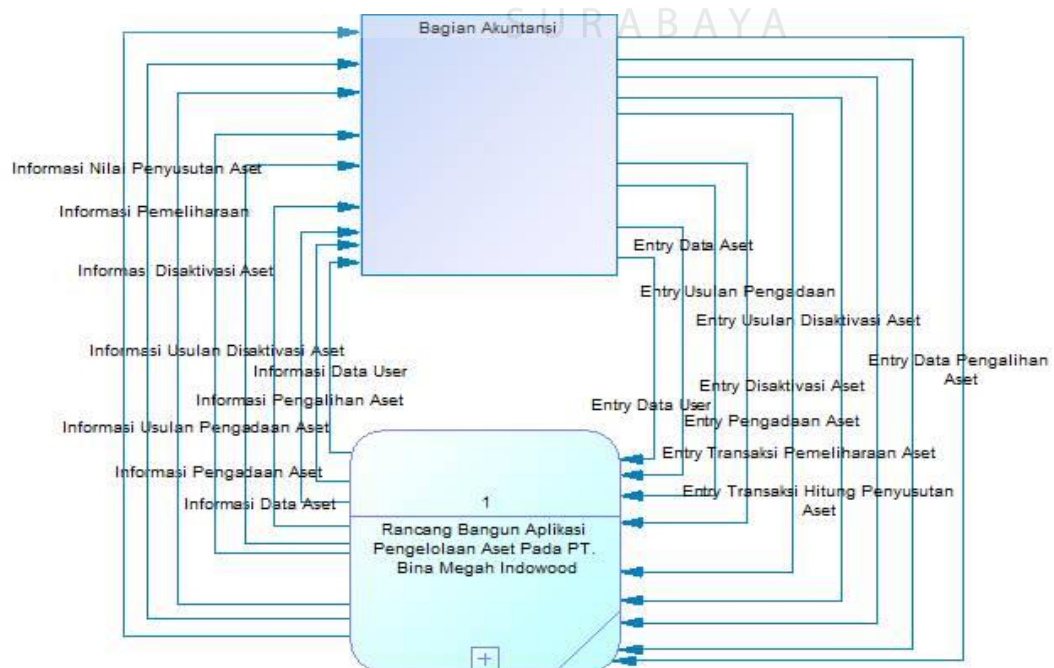 SURABAYA
Bagian Akuntansi
Informasi Nilai Penyusutan Aset
Informasi Pemeliharaan
Informasi Disaktivasi Aset
Informasi Usulan Disaktivasi Aset
Informasi Data User
Informasi Pengalihan Aset
Informasi Usulan Pengadaan Aset
Informasi Pengadaan Aset
Informasi Data Aset
Entry Data Aset
Entry Usulan Pengadaan
Entry Usulan Disaktivasi Aset
Entry Data Pengalihan
Aset
Entry Disaktivasi Aset
Entry Data User
Entry Pengadaan Aset
Entry Transaksi Pemeliharaan Aset
Entry Transaksi Hitung Penyusutan
Aset
1
Rancang Bangun Aplikasi
Pengelolaan Aset Pada PT.
Bina Megah Indowood